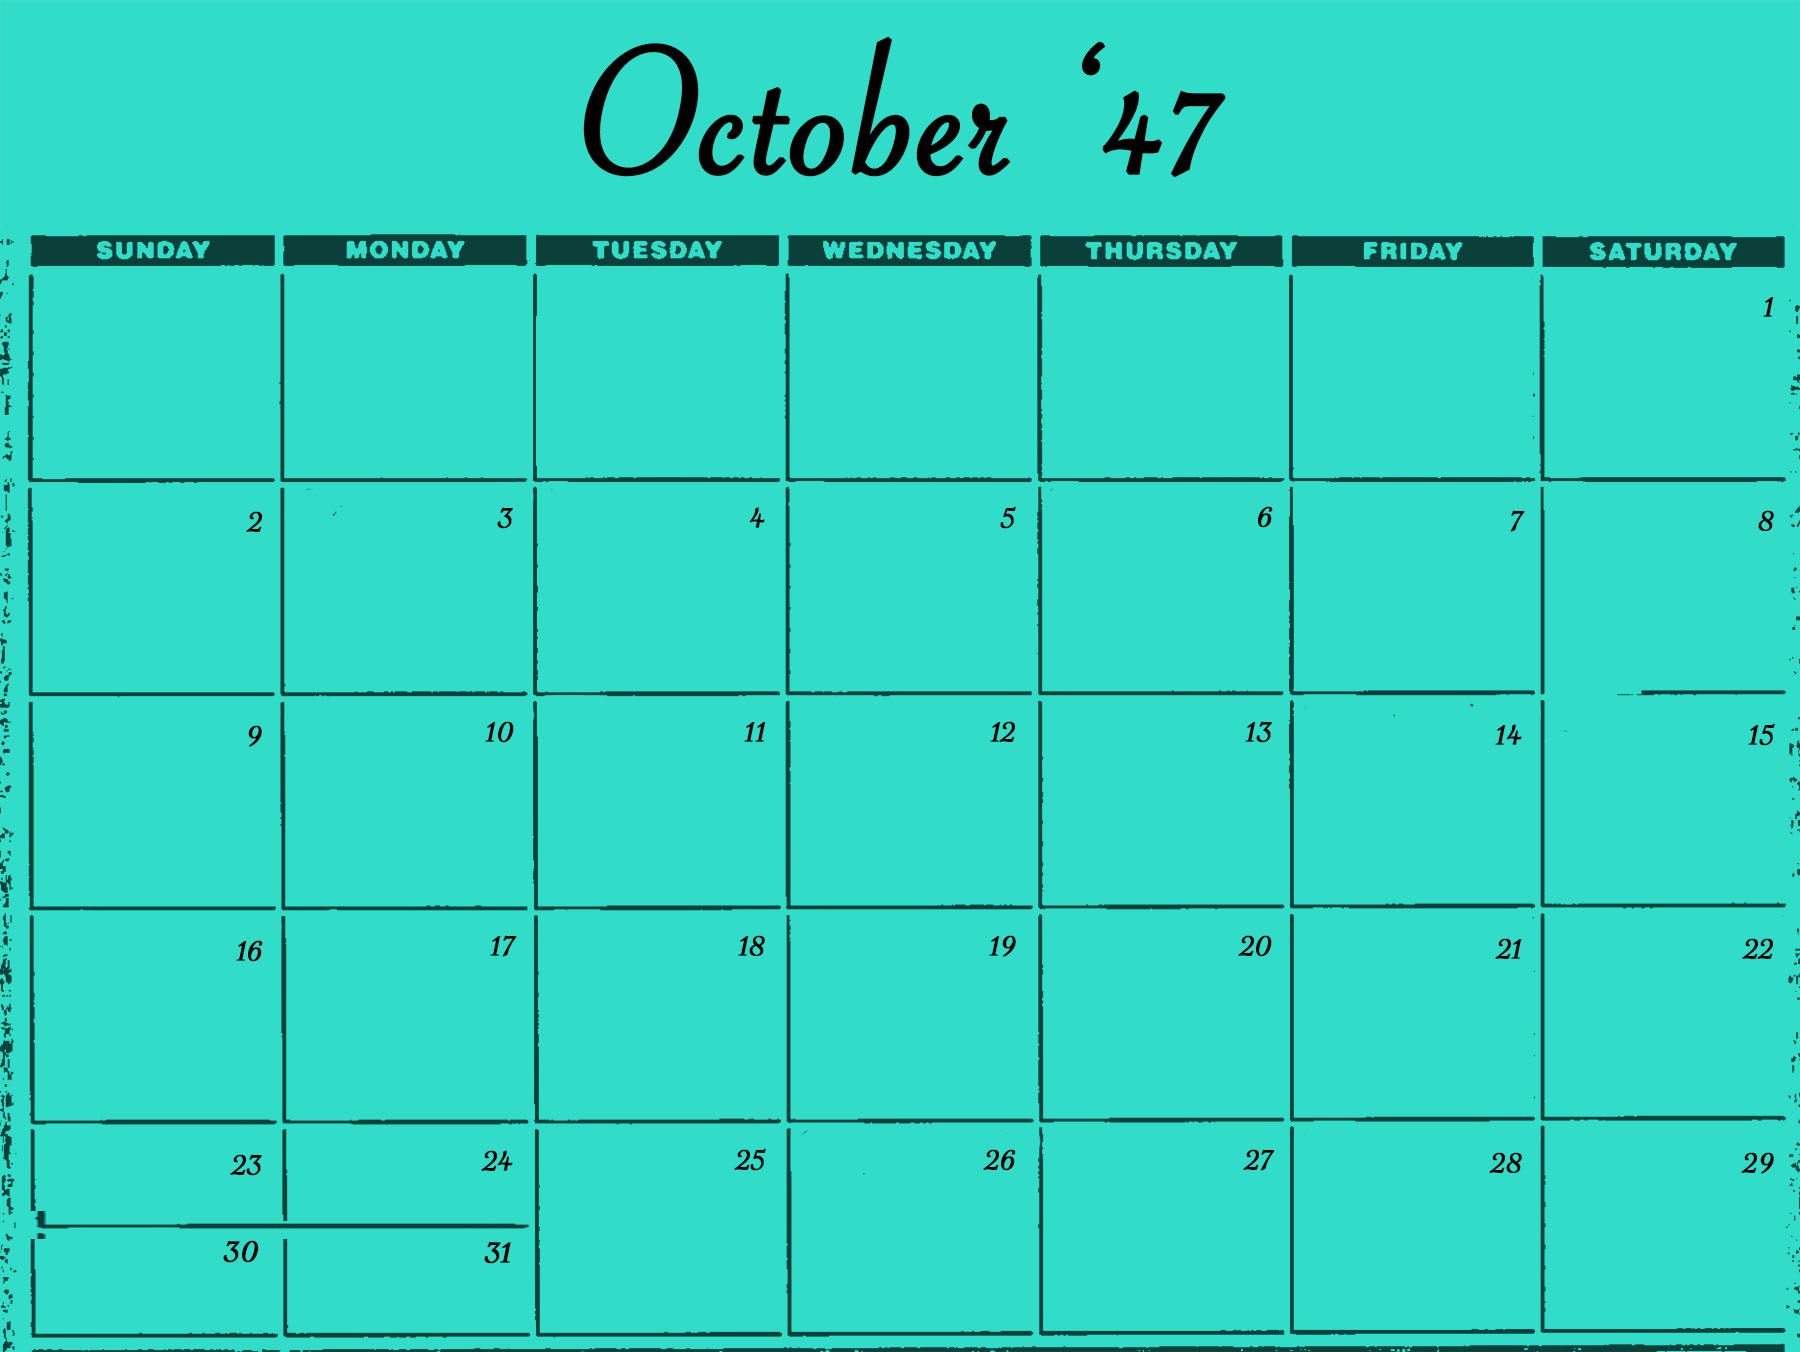 October ‘47
SUNDAY MONDAY TUESDAY WEDNESDAY THURSDAY FRIDAY SATURDAY
1
2 3 4 5 6 7 8
9 10 11 12 13 14 15
16 17 18 19 20 21 22
23 24 25 26 27 28 29
30 31